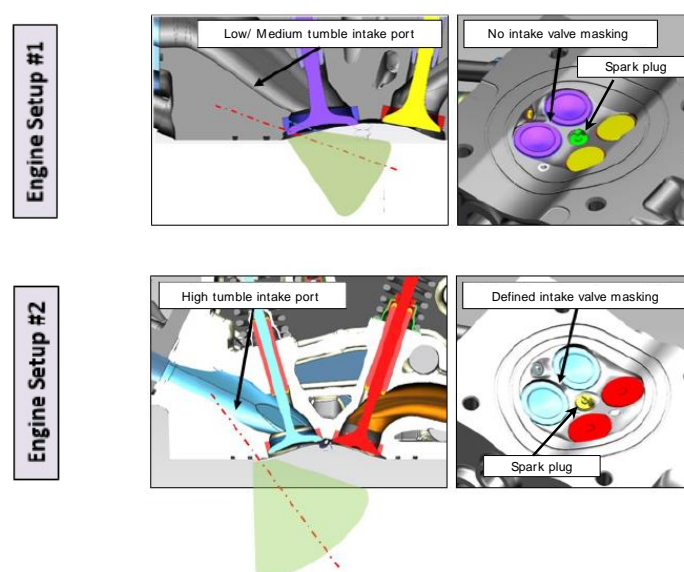 Engine Setup #1
Low/ Medium tumble intake port
No intake valve masking
Spark plug
Engine Setup #2
High tumble intake port
Defined intake valve masking
Spark plug